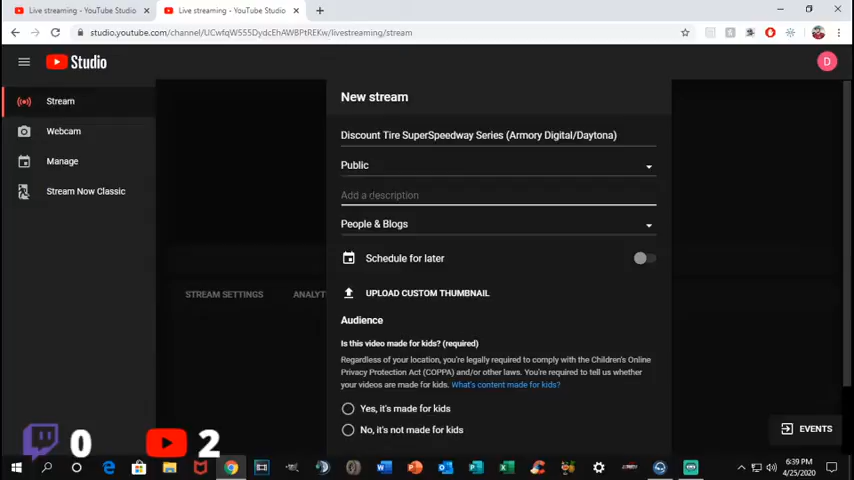 Live streaming - YouTube Studio
Live streaming - YouTube Studio
studio.youtube.com/channel/UCwfqW555DydcEhAWBPtREKw/livestreaming/stream
Studio
D
Stream
Webcam
Manage
Stream Now Classic
New stream
Discount Tire SuperSpeedway Series (Armory Digital/Daytona)
Public
Add a description
People & Blogs
Schedule for later
UPLOAD CUSTOM THUMBNAIL
STREAM SETTINGS
ANALYT
Audience
Is this video made for kids? (required)
Regardless of your location, you're legally required to comply with the Children's Online
Privacy Protection Act (COPPA) and/or other laws. You're required to tell us whether
your videos are made for kids. What's content made for kids?
Yes, it's made for kids
No, it's not made for kids
EVENTS
0
2
6:39 PM
4/25/2020